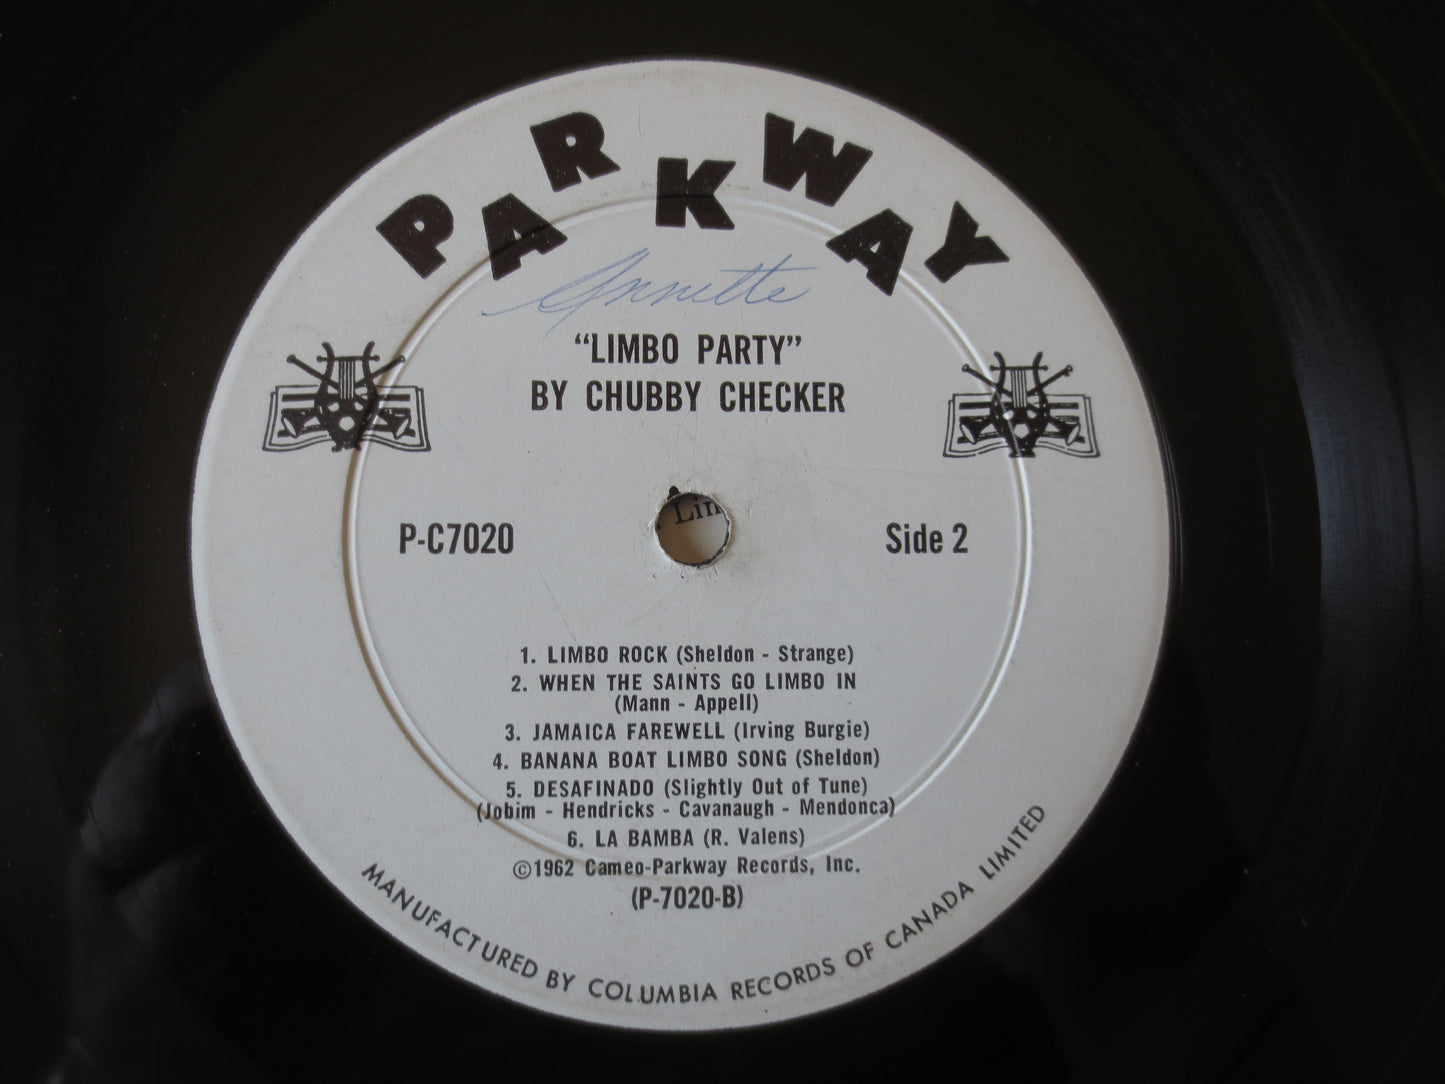 PARKWAY
Annette
“LIMBO PARTY”
BY CHUBBY CHECKER
Lin
P-C7020
Side 2
1. LIMBO ROCK (Sheldon - Strange)
2. WHEN THE SAINTS GO LIMBO IN
(Mann - Appell)
3. JAMAICA FAREWELL (Irving Burgie)
4. BANANA BOAT LIMBO SONG (Sheldon)
5. DESAFINADO (Slightly Out of Tune)
(Jobim - Hendricks - Cavanaugh - Mendonca)
6. LA BAMBA (R. Valens)
©1962 Cameo-Parkway Records, Inc.
(P-7020-B)
MANUFACTURED BY COLUMBIA RECORDS OF CANADA LIMITED